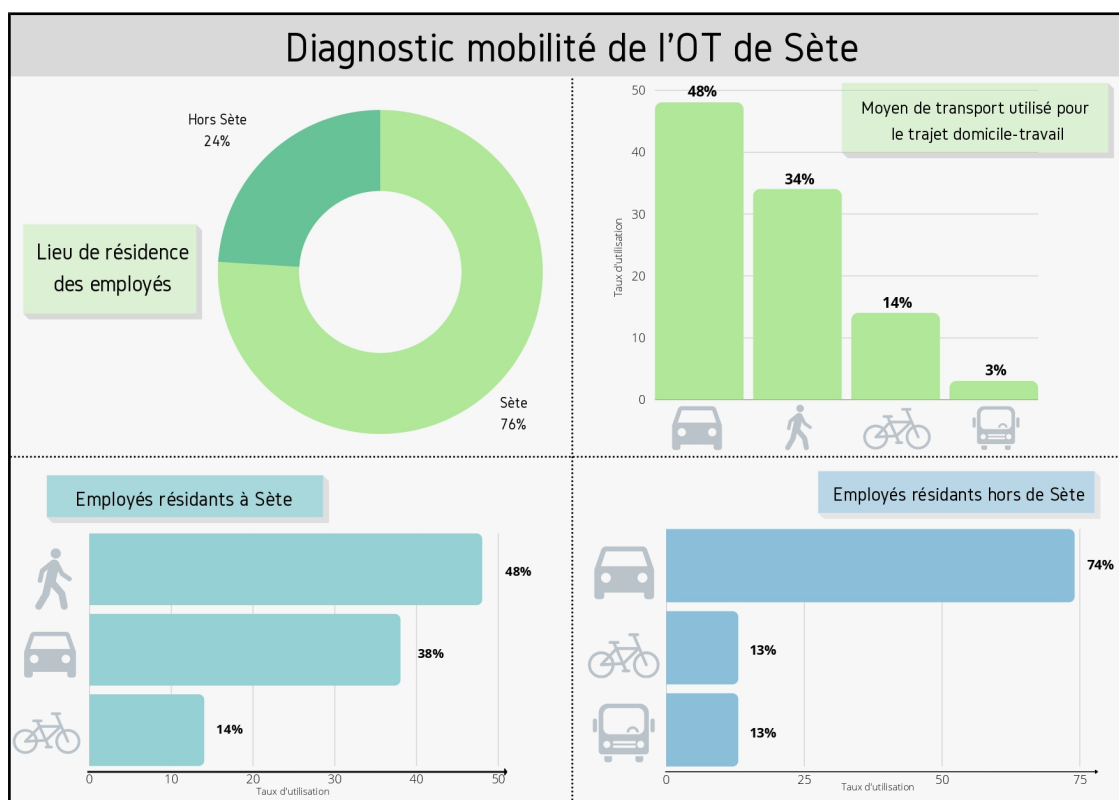 Diagnostic mobilité de l'OT de Sète
Hors Sète
24%
Lieu de résidence
des employés
Sète
76%
Moyen de transport utilisé pour
le trajet domicile-travail
50
40
30
20
10
0
Taux d'utilisation
48%
34%
14%
3%
Employés résidants à Sète
48%
38%
14%
0 10 20 30 40 50
Taux d'utilisation
Employés résidants hors de Sète
74%
13%
13%
0 25 50 75
Taux d'utilisation